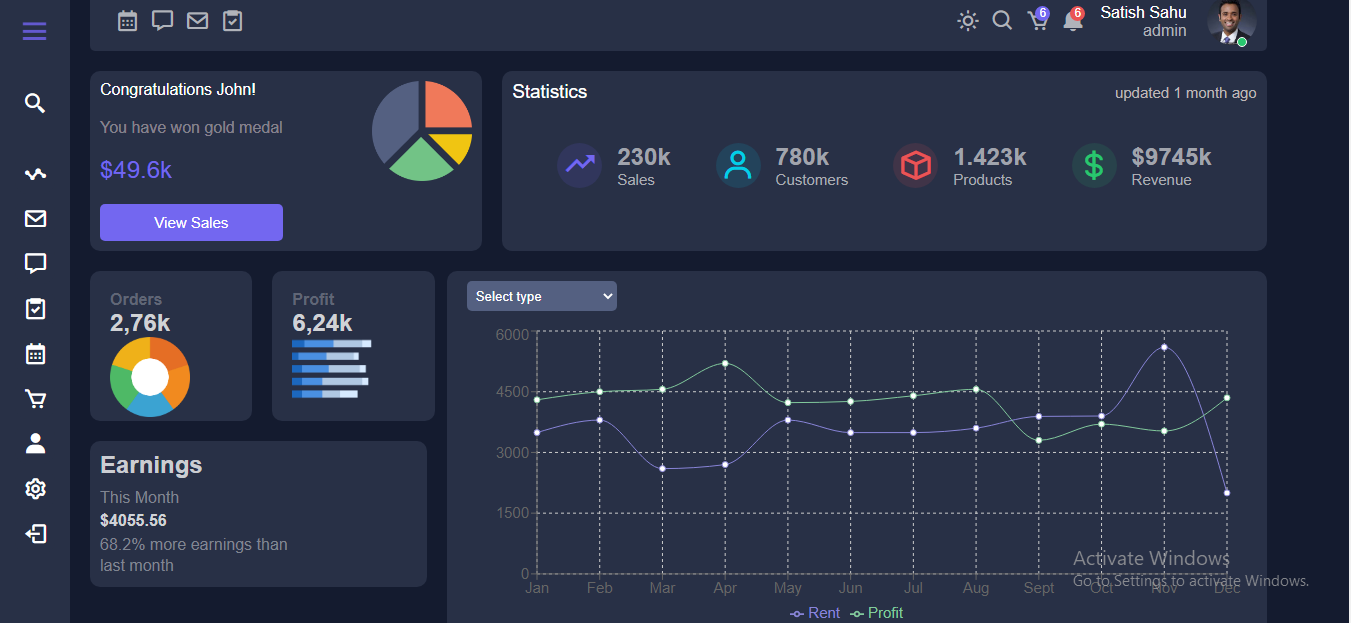 6
6
Satish Sahu
admin
Congratulations John!
You have won gold medal
$49.6k
View Sales
Statistics
updated 1 month ago
230k
Sales
780k
Customers
1.423k
Products
$9745k
Revenue
Orders
2,76k
Profit
6,24k
Earnings
This Month
$4055.56
68.2% more earnings than
last month
Select type
6000
4500
3000
1500
0
Jan Feb Mar Apr May Jun Jul Aug Sept Oct Nov Dec
Rent Profit
Activate Windows
Go to Settings to activate Windows.